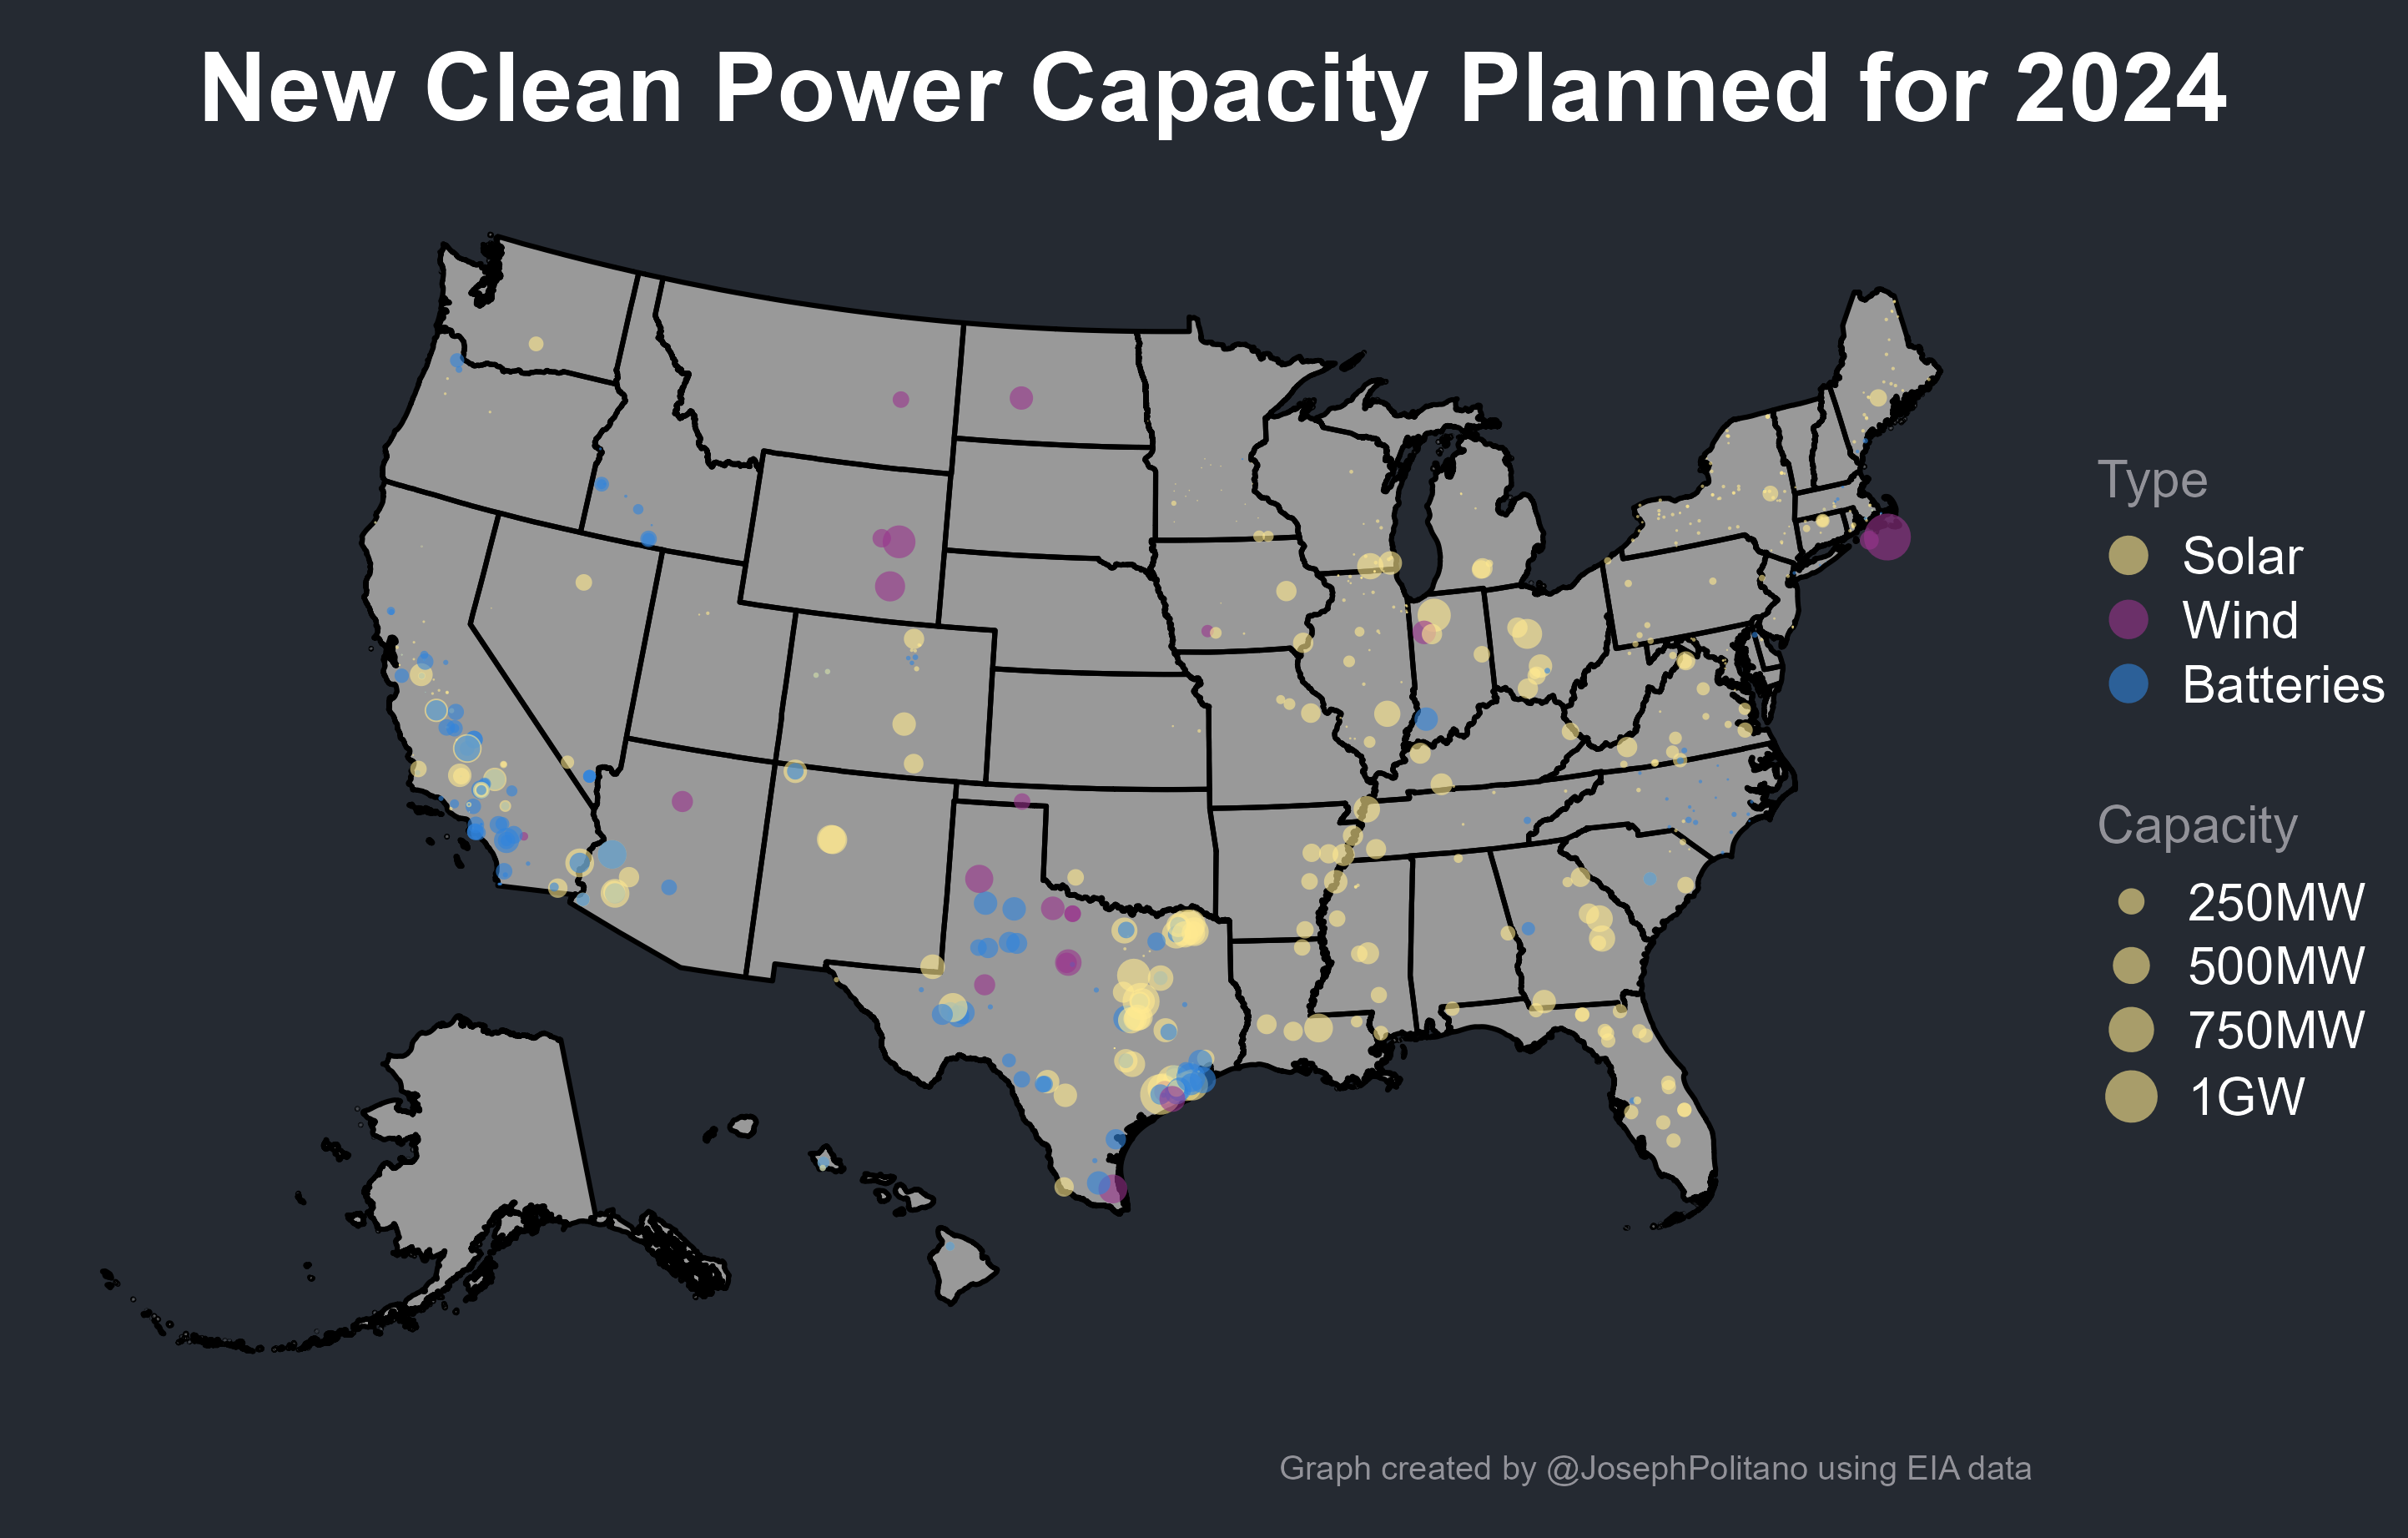 New Clean Power Capacity Planned for 2024
Type
Solar
Wind
Batteries
Capacity
250MW
500MW
750MW
1GW
Graph created by @JosephPolitano using EIA data